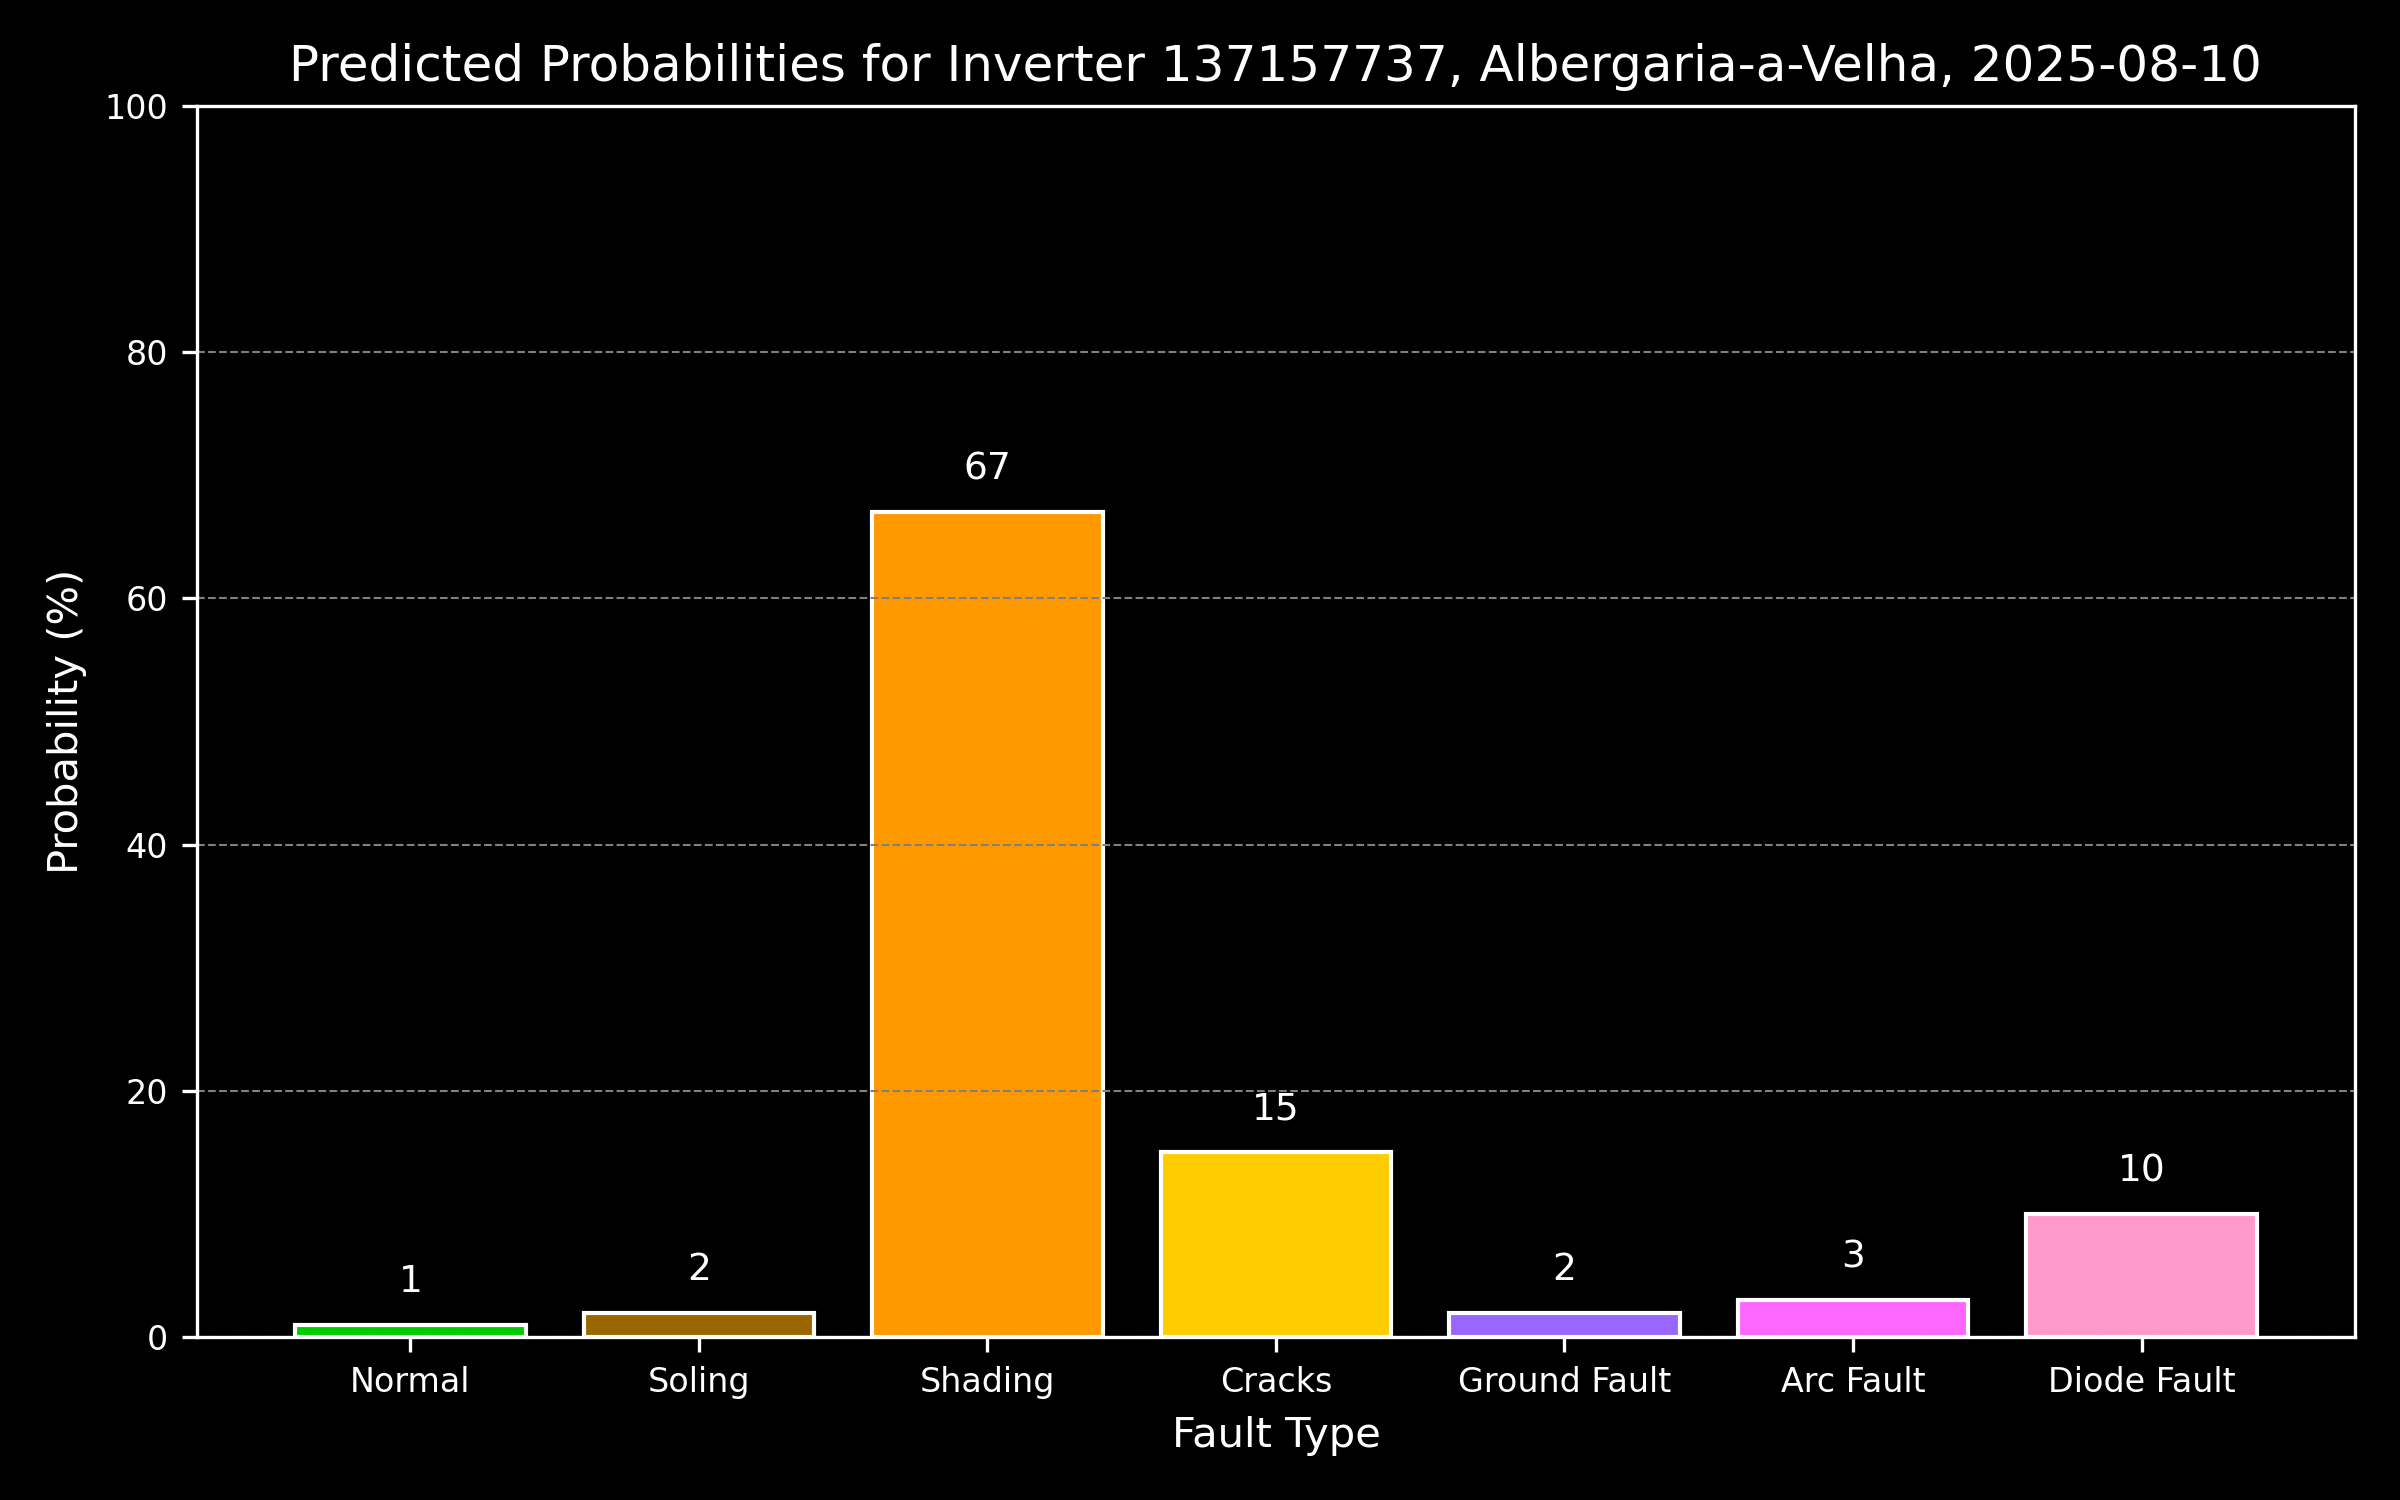 Predicted Probabilities for Inverter 137157737, Albergaria-a-Velha, 2025-08-10
Probability (%)
100
80
60
40
20
0
67
15
10
3
2
2
1
Normal
Soling
Shading
Cracks
Ground Fault
Arc Fault
Diode Fault
Fault Type